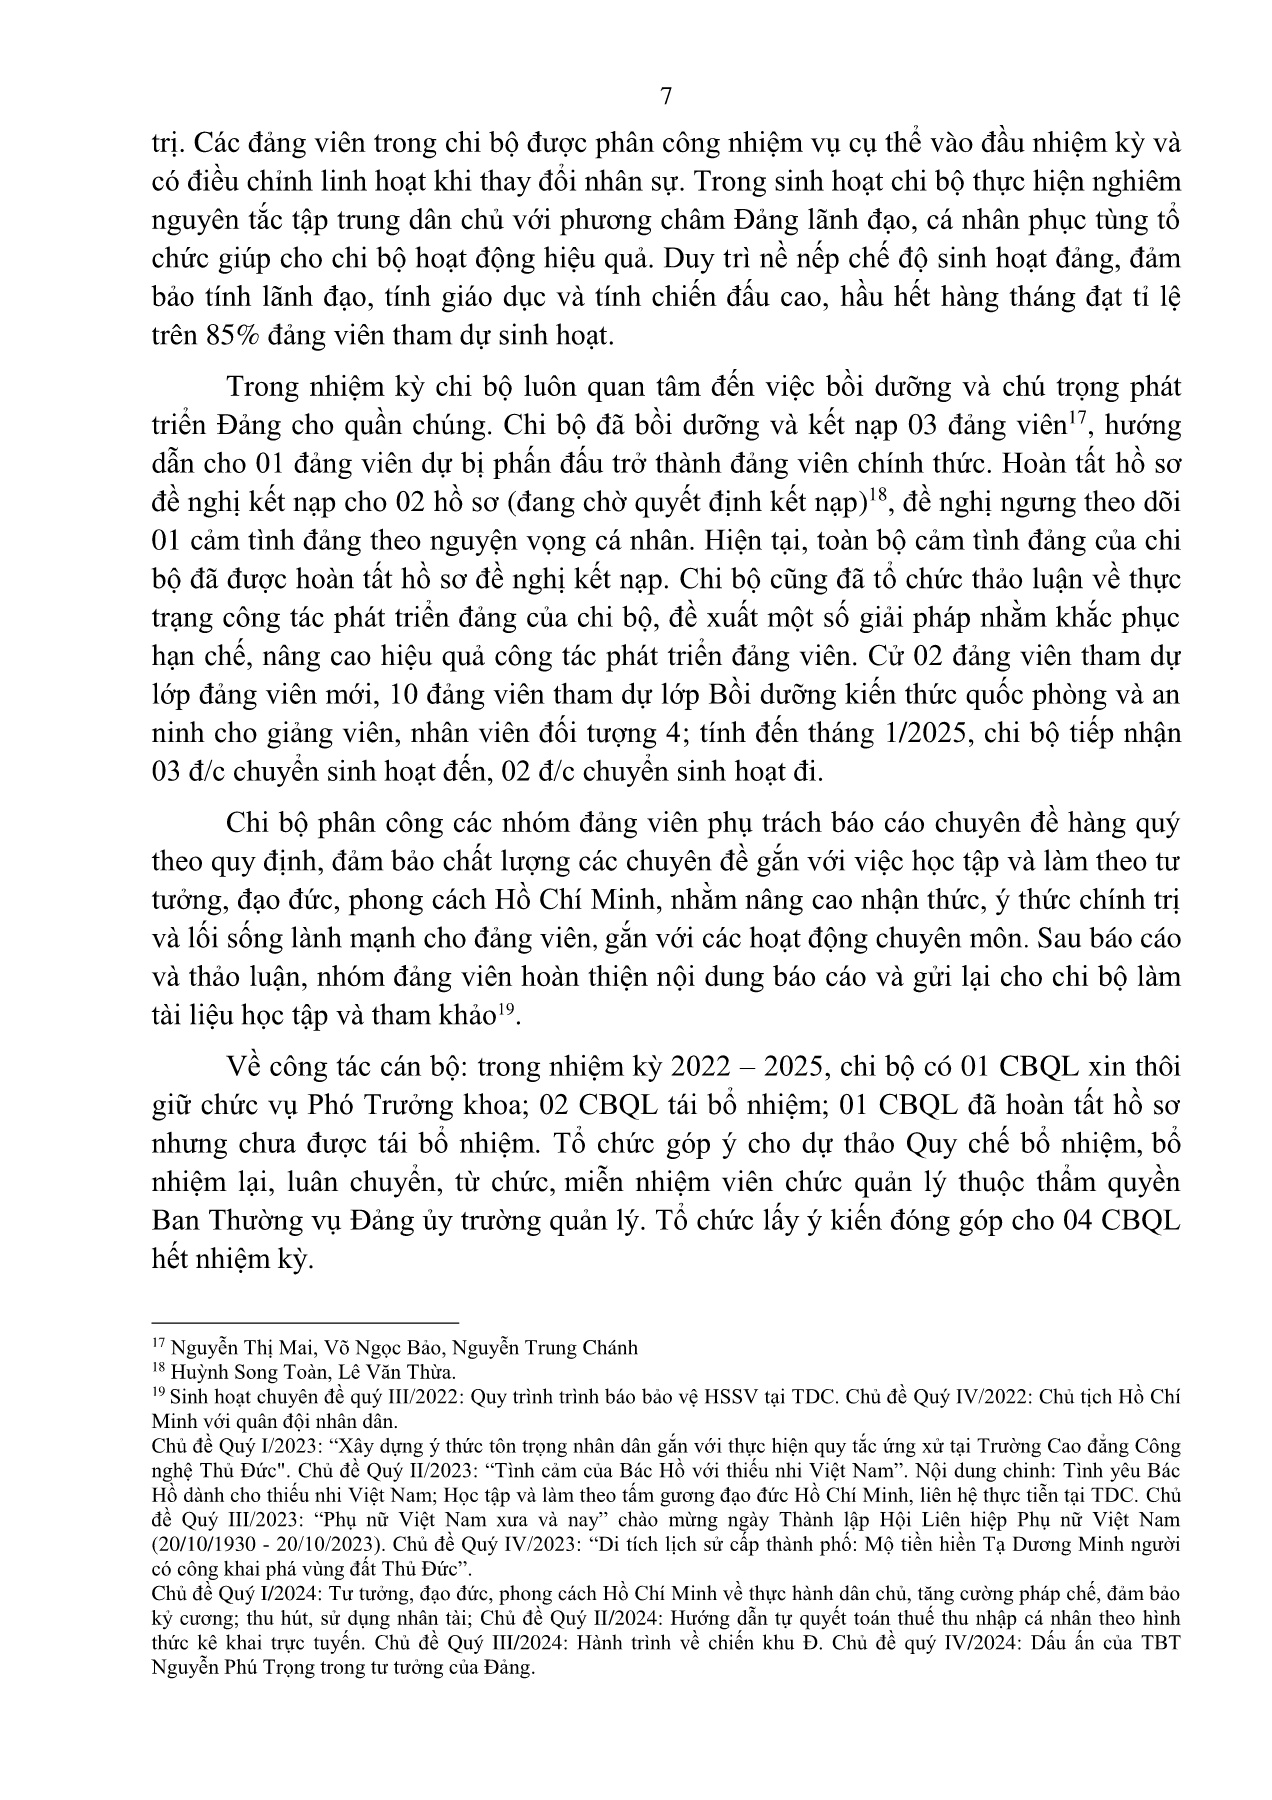 7
trị. Các đảng viên trong chi bộ được phân công nhiệm vụ cụ thể vào đầu nhiệm kỳ và
có điều chỉnh linh hoạt khi thay đổi nhân sự. Trong sinh hoạt chi bộ thực hiện nghiêm
nguyên tắc tập trung dân chủ với phương châm Đảng lãnh đạo, cá nhân phục tùng tổ
chức giúp cho chi bộ hoạt động hiệu quả. Duy trì nề nếp chế độ sinh hoạt đảng, đảm
bảo tính lãnh đạo, tính giáo dục và tính chiến đấu cao, hầu hết hàng tháng đạt tỉ lệ
trên 85% đảng viên tham dự sinh hoạt.
Trong nhiệm kỳ chi bộ luôn quan tâm đến việc bồi dưỡng và chú trọng phát
triển Đảng cho quần chúng. Chi bộ đã bồi dưỡng và kết nạp 03 đảng viên17, hướng
dẫn cho 01 đảng viên dự bị phấn đấu trở thành đảng viên chính thức. Hoàn tất hồ sơ
đề nghị kết nạp cho 02 hồ sơ (đang chờ quyết định kết nạp)18, đề nghị ngưng theo dõi
01 cảm tình đảng theo nguyện vọng cá nhân. Hiện tại, toàn bộ cảm tình đảng của chi
bộ đã được hoàn tất hồ sơ đề nghị kết nạp. Chi bộ cũng đã tổ chức thảo luận về thực
trạng công tác phát triển đảng của chi bộ, đề xuất một số giải pháp nhằm khắc phục
hạn chế, nâng cao hiệu quả công tác phát triển đảng viên. Cử 02 đảng viên tham dự
lớp đảng viên mới, 10 đảng viên tham dự lớp Bồi dưỡng kiến thức quốc phòng và an
ninh cho giảng viên, nhân viên đối tượng 4; tính đến tháng 1/2025, chi bộ tiếp nhận
03 đ/c chuyển sinh hoạt đến, 02 đ/c chuyển sinh hoạt đi.
Chi bộ phân công các nhóm đảng viên phụ trách báo cáo chuyên đề hàng quý
theo quy định, đảm bảo chất lượng các chuyên đề gắn với việc học tập và làm theo tư
tưởng, đạo đức, phong cách Hồ Chí Minh, nhằm nâng cao nhận thức, ý thức chính trị
và lối sống lành mạnh cho đảng viên, gắn với các hoạt động chuyên môn. Sau báo cáo
và thảo luận, nhóm đảng viên hoàn thiện nội dung báo cáo và gửi lại cho chi bộ làm
tài liệu học tập và tham khảo19.
Về công tác cán bộ: trong nhiệm kỳ 2022 – 2025, chi bộ có 01 CBQL xin thôi
giữ chức vụ Phó Trưởng khoa; 02 CBQL tái bổ nhiệm; 01 CBQL đã hoàn tất hồ sơ
nhưng chưa được tái bổ nhiệm. Tổ chức góp ý cho dự thảo Quy chế bổ nhiệm, bổ
nhiệm lại, luân chuyển, từ chức, miễn nhiệm viên chức quản lý thuộc thẩm quyền
Ban Thường vụ Đảng ủy trường quản lý. Tổ chức lấy ý kiến đóng góp cho 04 CBQL
hết nhiệm kỳ.
17 Nguyễn Thị Mai, Võ Ngọc Bảo, Nguyễn Trung Chánh
18 Huỳnh Song Toàn, Lê Văn Thừa.
19 Sinh hoạt chuyên đề quý III/2022: Quy trình trình báo bảo vệ HSSV tại TDC. Chủ đề Quý IV/2022: Chủ tịch Hồ Chí
Minh với quân đội nhân dân.
Chủ đề Quý I/2023: “Xây dựng ý thức tôn trọng nhân dân gắn với thực hiện quy tắc ứng xử tại Trường Cao đẳng Công
nghệ Thủ Đức". Chủ đề Quý II/2023: “Tình cảm của Bác Hồ với thiếu nhi Việt Nam”. Nội dung chinh: Tình yêu Bác
Hồ dành cho thiếu nhi Việt Nam; Học tập và làm theo tấm gương đạo đức Hồ Chí Minh, liên hệ thực tiễn tại TDC. Chủ
đề Quý III/2023: “Phụ nữ Việt Nam xưa và nay” chào mừng ngày Thành lập Hội Liên hiệp Phụ nữ Việt Nam
(20/10/1930 - 20/10/2023). Chủ đề Quý IV/2023: “Di tích lịch sử cấp thành phố: Mộ tiền hiền Tạ Dương Minh người
có công khai phá vùng đất Thủ Đức”.
Chủ đề Quý I/2024: Tư tưởng, đạo đức, phong cách Hồ Chí Minh về thực hành dân chủ, tăng cường pháp chế, đảm bảo
kỷ cương; thu hút, sử dụng nhân tài; Chủ đề Quý II/2024: Hướng dẫn tự quyết toán thuế thu nhập cá nhân theo hình
thức kê khai trực tuyến. Chủ đề Quý III/2024: Hành trình về chiến khu Đ. Chủ đề quý IV/2024: Dấu ấn của TBT
Nguyễn Phú Trọng trong tư tưởng của Đảng.